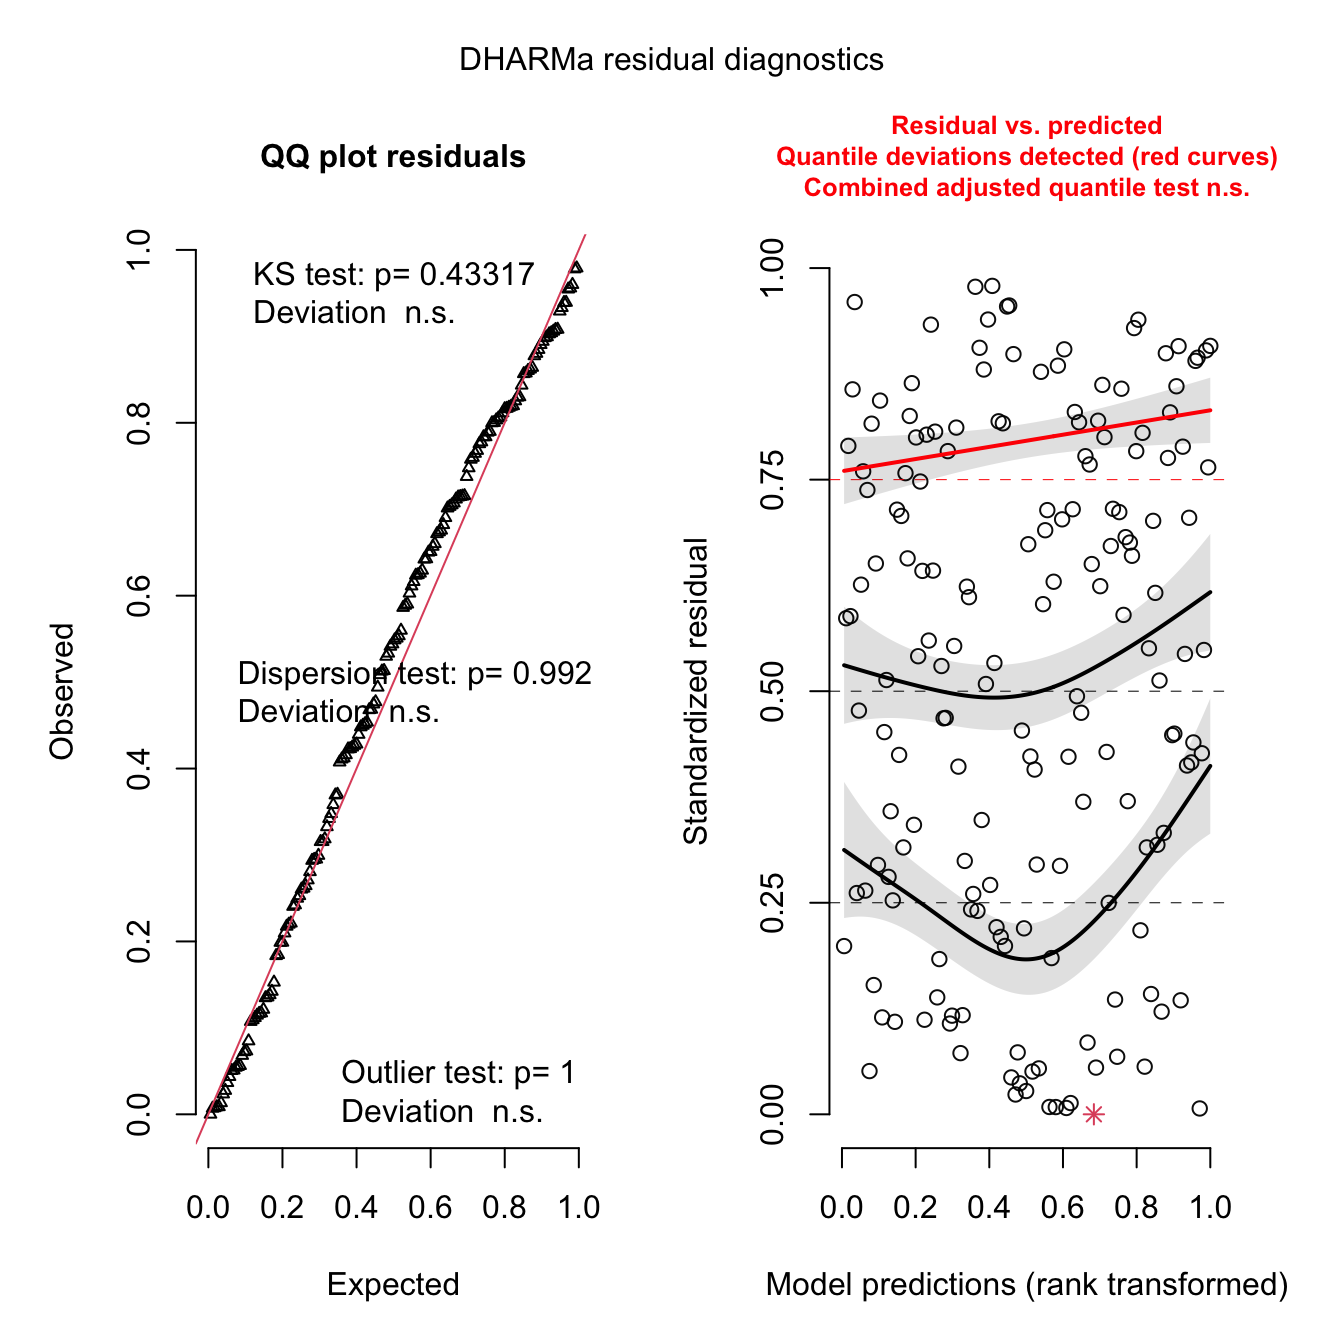 DHARMa residual diagnostics
QQ plot residuals
KS test: p= 0.43317
Deviation n.s.
Dispersion test: p= 0.992
Deviation n.s.
Outlier test: p= 1
Deviation n.s.
Observed
0.0 0.2 0.4 0.6 0.8 1.0
0.0 0.2 0.4 0.6 0.8 1.0
Expected
Residual vs. predicted
Quantile deviations detected (red curves)
Combined adjusted quantile test n.s.
Standardized residual
0.00 0.25 0.50 0.75 1.00
0.0 0.2 0.4 0.6 0.8 1.0
Model predictions (rank transformed)